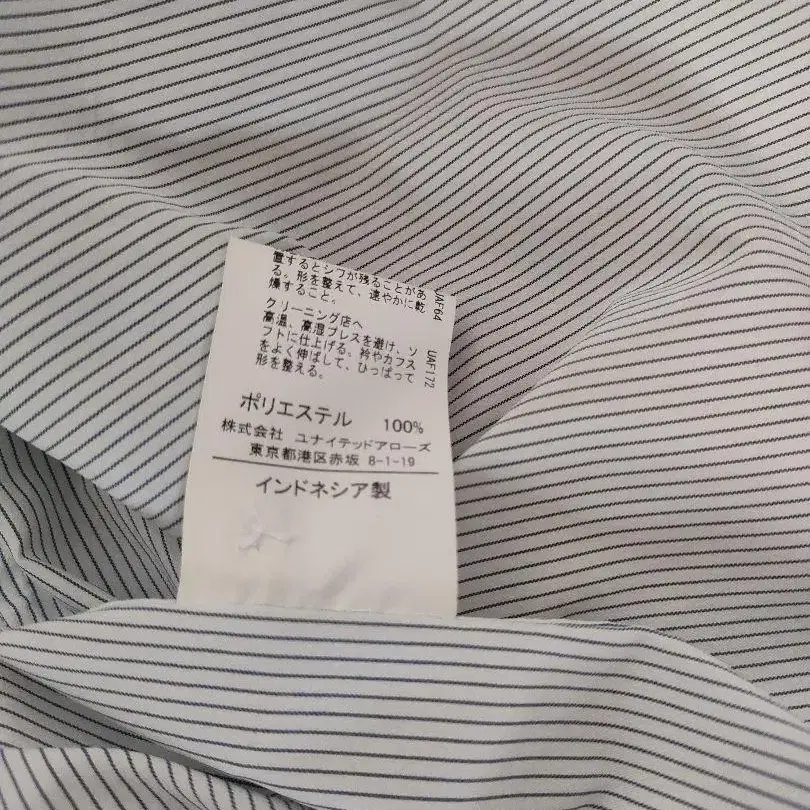 置するとシワが残ることがあ
る。形を整えて、速やかに乾
燥すること。
クリーニング店へ
高温、高湿プレスを避け、ソ
フトに仕上げる。衿やカフス
をよく伸ばして、ひっぱって
形を整える。
UAF64
UAF172
ポリエステル 100%
株式会社 ユナイテッドアローズ
東京都港区赤坂 8-1-19
インドネシア製